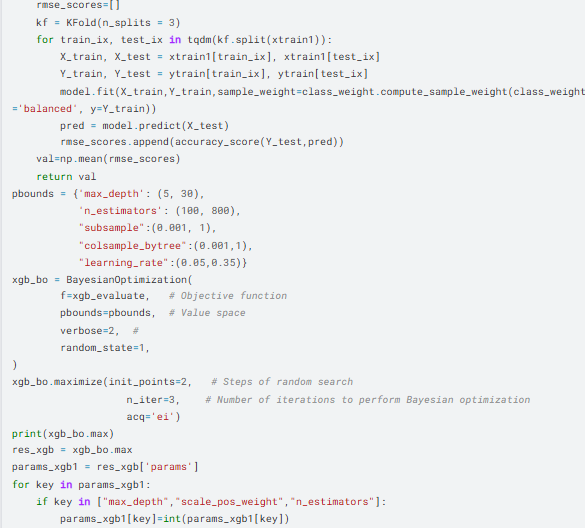 rmse_scores=[]
kf = KFold(n_splits = 3)
for train_ix, test_ix in tqdm(kf.split(xtrain1)):
X_train, X_test = xtrain1[train_ix], xtrain1[test_ix]
Y_train, Y_test = ytrain[train_ix], ytrain[test_ix]
model.fit(X_train,Y_train,sample_weight=class_weight.compute_sample_weight(class_weight
='balanced', y=Y_train))
pred = model.predict(X_test)
rmse_scores.append(accuracy_score(Y_test,pred))
val=np.mean(rmse_scores)
return val
pbounds = {'max_depth': (5, 30),
'n_estimators': (100, 800),
"subsample":(0.001, 1),
"colsample_bytree":(0.001,1),
"learning_rate":(0.05,0.35)}
xgb_bo = BayesianOptimization(
f=xgb_evaluate,   # Objective function
pbounds=pbounds,  # Value space
verbose=2,  #
random_state=1,
)
xgb_bo.maximize(init_points=2,   # Steps of random search
n_iter=3,    # Number of iterations to perform Bayesian optimization
acq='ei')
print(xgb_bo.max)
res_xgb = xgb_bo.max
params_xgb1 = res_xgb['params']
for key in params_xgb1:
if key in ["max_depth","scale_pos_weight","n_estimators"]:
params_xgb1[key]=int(params_xgb1[key])